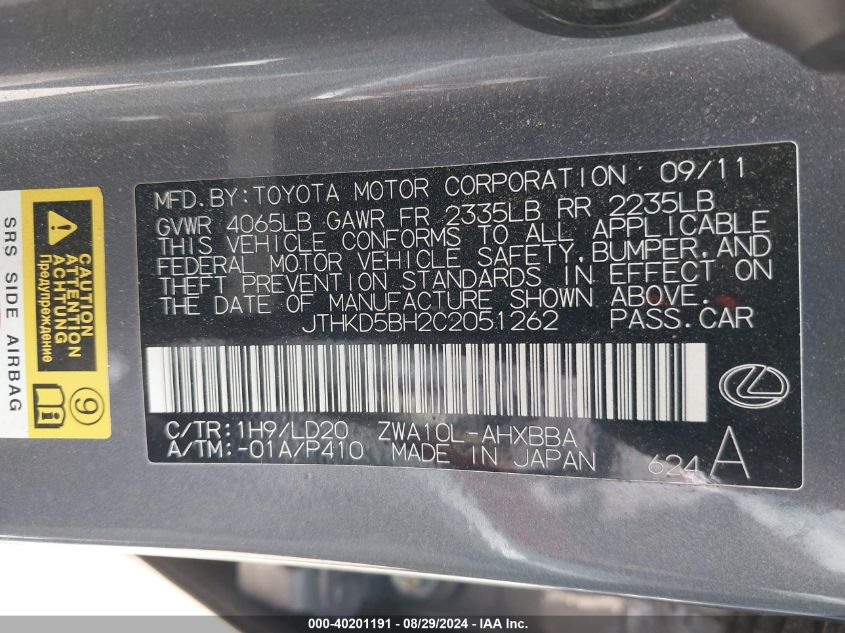 MFD.BY:TOYOTA MOTOR CORPORATION 09/11
GVWR 4065LB GAWR FR 2335LB RR 2235LB
THIS VEHICLE CONFORMS TO ALL APPLICABLE
FEDERAL MOTOR VEHICLE SAFETY,BUMPER,AND
THEFT PREVENTION STANDARDS IN EFFECT ON
THE DATE OF MANUFACTURE SHOWN ABOVE.
JTHKD5BH2C2051262 PASS.CAR
C/TR:1H9/LD20 ZWA10L-AHXBBA
A/TM:-01A/P410 MADE IN JAPAN 624 A
SRS SIDE AIRBAG
CAUTION
ATTENTION
ACHTUNG
Предупреждение
9
000-40201191 - 08/29/2024 - IAAI.com